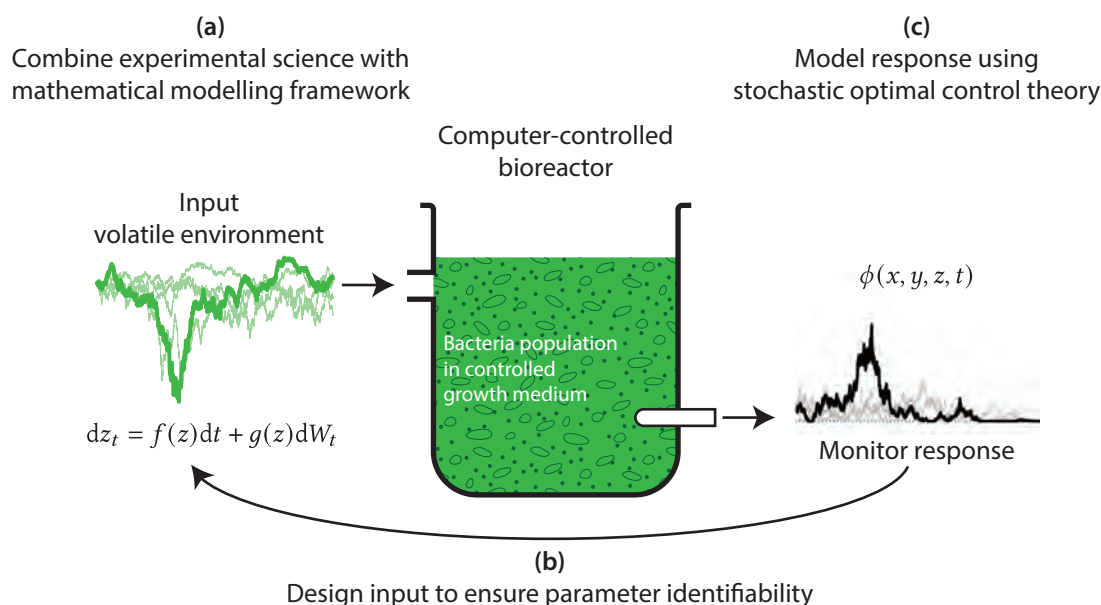 (a)
Combine experimental science with
mathematical modelling framework
(c)
Model response using
stochastic optimal control theory
Computer-controlled
bioreactor
Input
volatile environment
ϕ(x, y, z, t)
Bacteria population
in controlled
growth medium
dz_t = f(z)dt + g(z)dW_t
Monitor response
(b)
Design input to ensure parameter identifiability